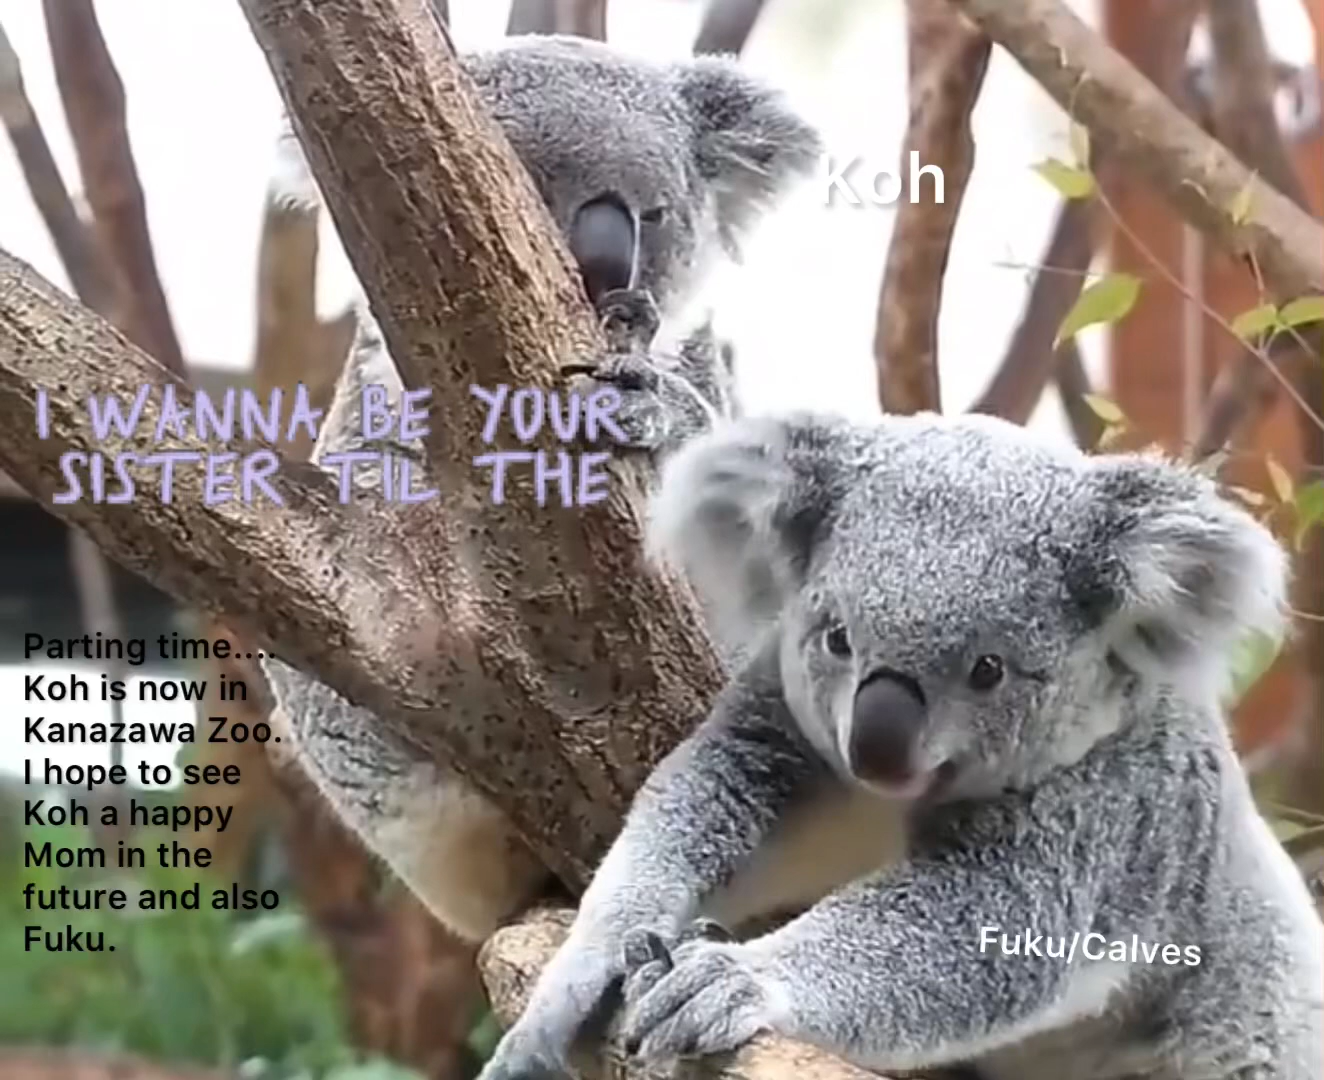 Koh
I WANNA BE YOUR
SISTER TIL THE
Parting time....
Koh is now in
Kanazawa Zoo.
I hope to see
Koh a happy
Mom in the
future and also
Fuku.
Fuku/Calves